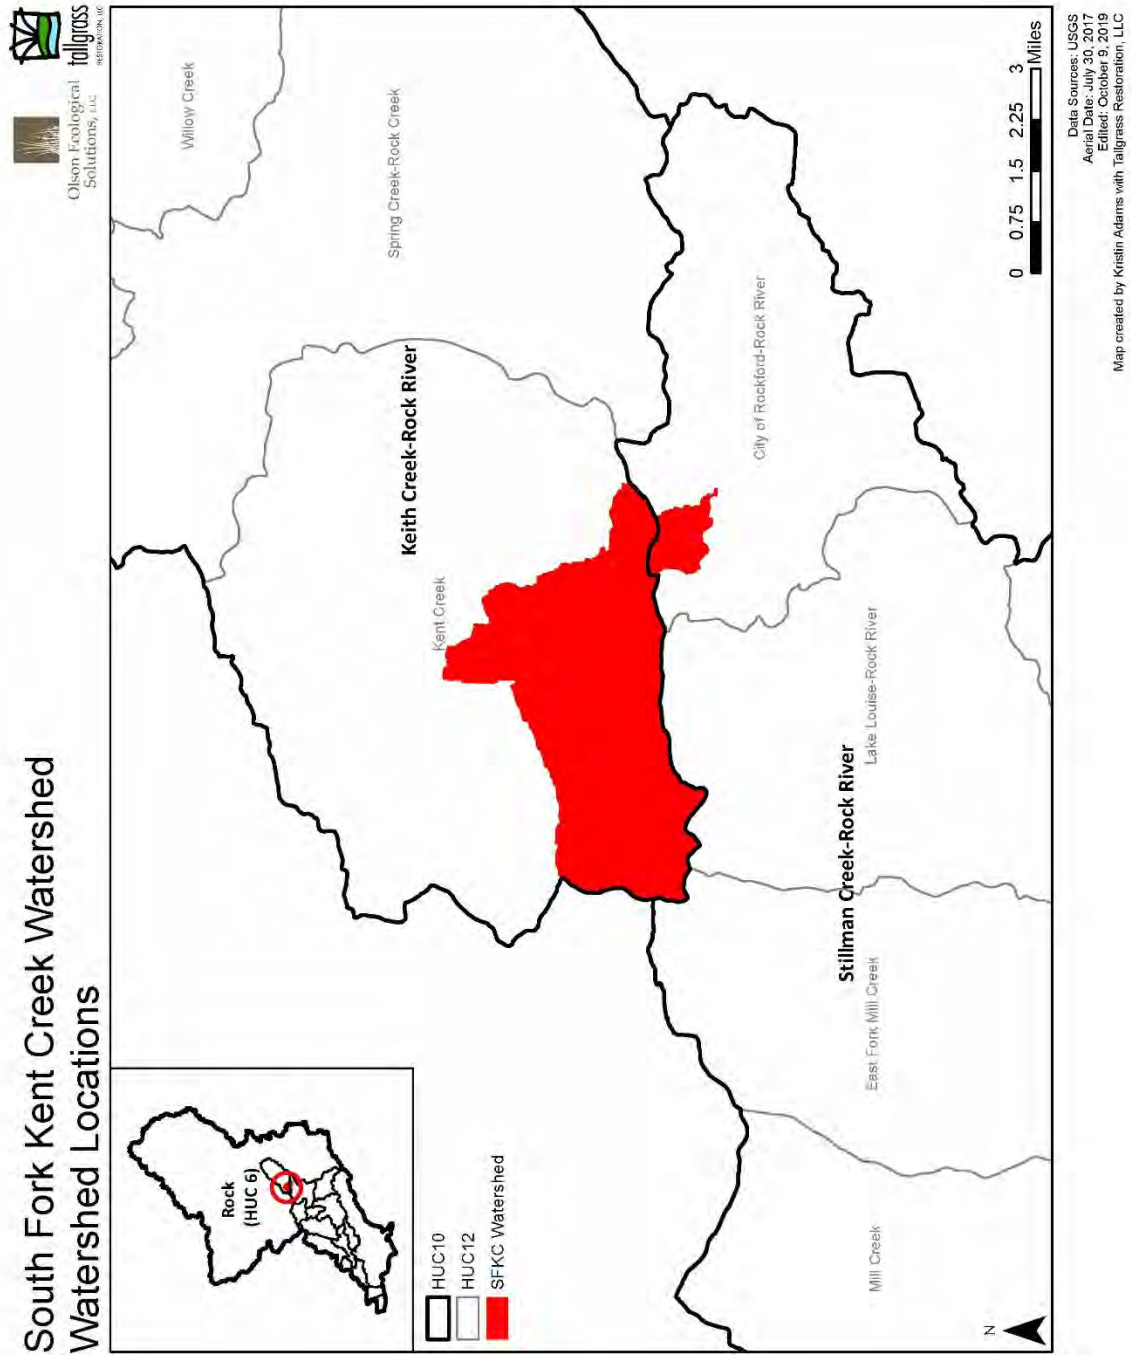 South Fork Kent Creek Watershed
Watershed Locations
Olson Ecological
Solutions, LLC
tallgrass
RESTORATION, LLC
Rock
(HUC 6)
HUC10
HUC12
SFKC Watershed
Willow Creek
Spring Creek-Rock Creek
Keith Creek-Rock River
Kent Creek
City of Rockford-Rock River
Lake Louise-Rock River
Stillman Creek-Rock River
East Fork Mill Creek
Mill Creek
N
0 0.75 1.5 2.25 3
Miles
Data Sources: USGS
Aerial Date: July 30, 2017
Edited: October 9, 2019
Map created by Kristin Adams with Tallgrass Restoration, LLC